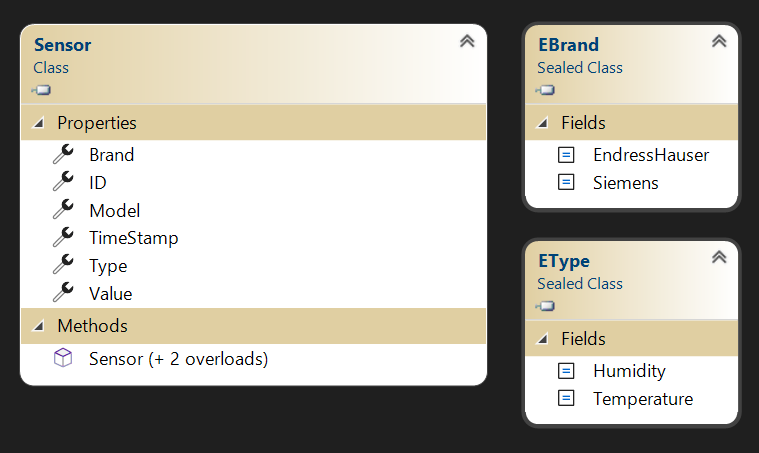 Sensor
Class
Properties
Brand
ID
Model
TimeStamp
Type
Value
Methods
Sensor (+ 2 overloads)
EBrand
Sealed Class
Fields
EndressHauser
Siemens
EType
Sealed Class
Fields
Humidity
Temperature